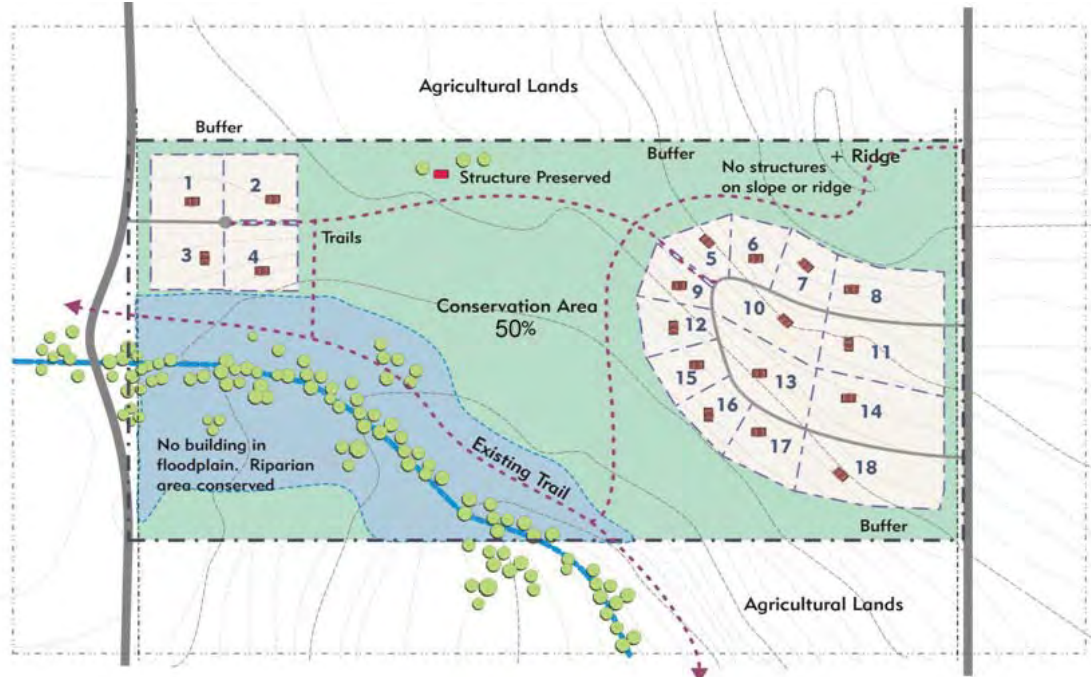 Agricultural Lands
Buffer
Buffer
+ Ridge
No structures
on slope or ridge
Structure Preserved
1
2
3
4
Trails
5
6
7
8
9
10
11
12
13
14
15
16
17
18
Conservation Area
50%
Existing Trail
No building in
floodplain. Riparian
area conserved
Buffer
Agricultural Lands